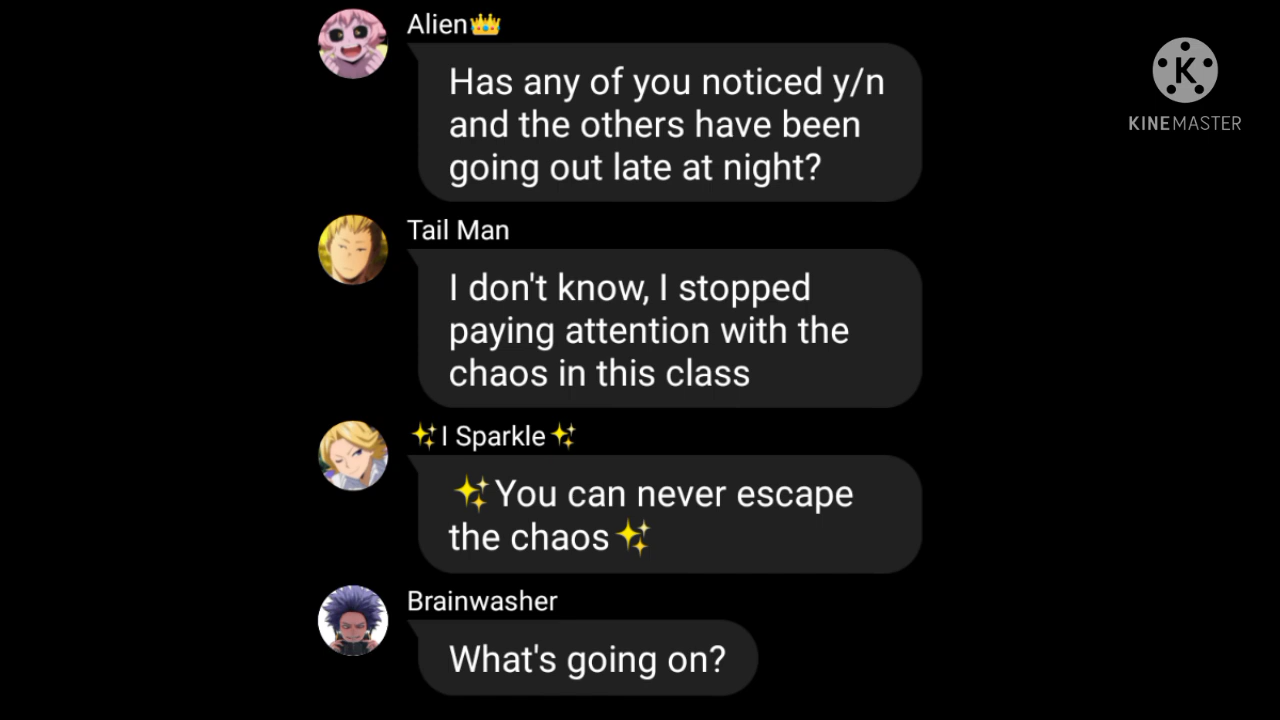 Alien👑
Has any of you noticed y/n
and the others have been
going out late at night?
K
KINEMASTER
Tail Man
I don't know, I stopped
paying attention with the
chaos in this class
✨I Sparkle✨
✨You can never escape
the chaos✨
Brainwasher
What's going on?